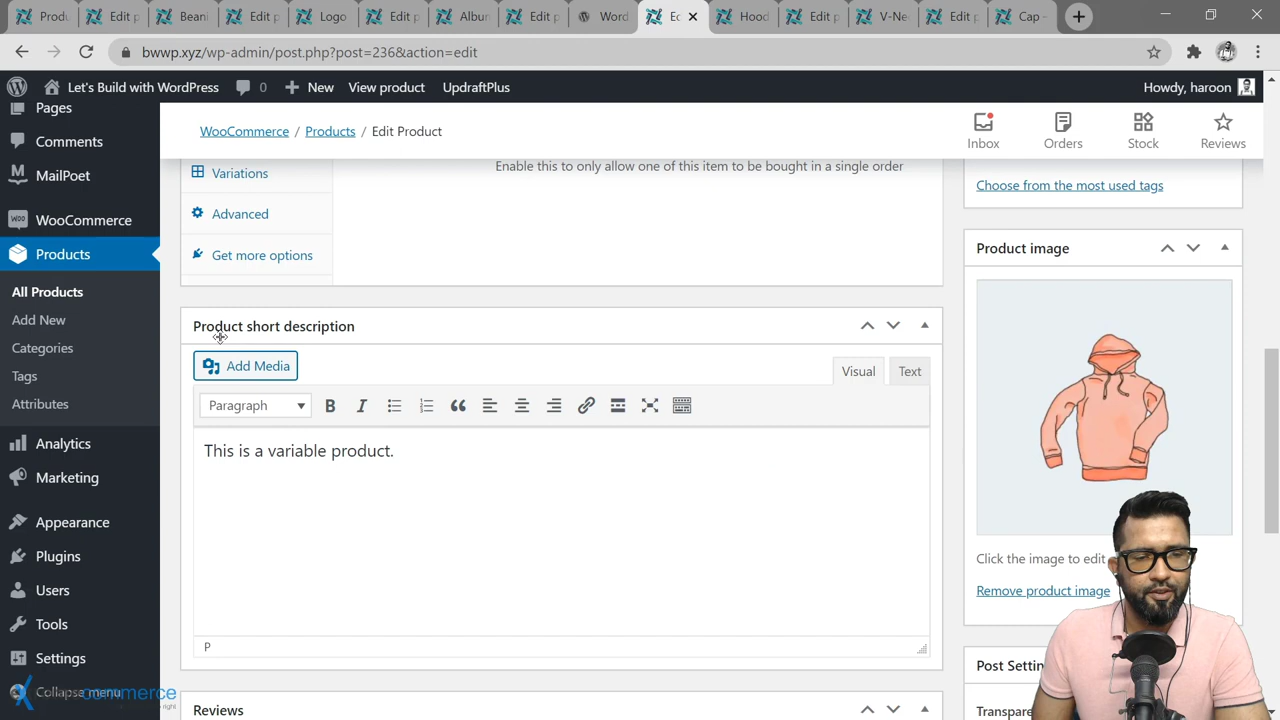 Produ
Edit p
Beani
Edit p
Logo
Edit p
Album
Edit p
Word
Ed
Hood
Edit p
V-Ne
Edit p
Cap -
bwwp.xyz/wp-admin/post.php?post=236&action=edit
Let's Build with WordPress
0
New
View product
UpdraftPlus
Howdy, haroon
Pages
Comments
MailPoet
WooCommerce
Products
All Products
Add New
Categories
Tags
Attributes
Analytics
Marketing
Appearance
Plugins
Users
Tools
Settings
Collapse menu
commerce
WooCommerce / Products / Edit Product
Inbox
Orders
Stock
Reviews
Variations
Enable this to only allow one of this item to be bought in a single order
Advanced
Get more options
Product short description
Add Media
Visual
Text
Paragraph
B
I
This is a variable product.
P
Reviews
Choose from the most used tags
Product image
Click the image to edit
Remove product image
Post Setti
Transpare